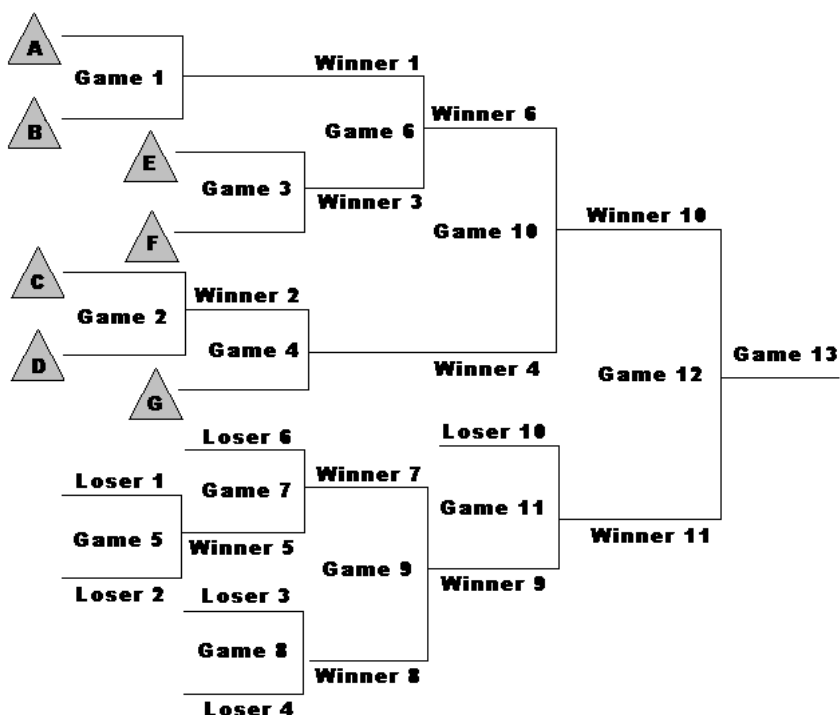 A
Game 1
B
Winner 1
Game 6
Winner 6
E
Game 3
Winner 3
F
Game 10
Winner 10
C
Game 2
D
Winner 2
Game 4
G
Winner 4
Game 12
Game 13
Loser 6
Game 7
Winner 7
Loser 10
Game 11
Winner 11
Loser 1
Game 5
Winner 5
Loser 2
Game 9
Winner 9
Loser 3
Game 8
Winner 8
Loser 4